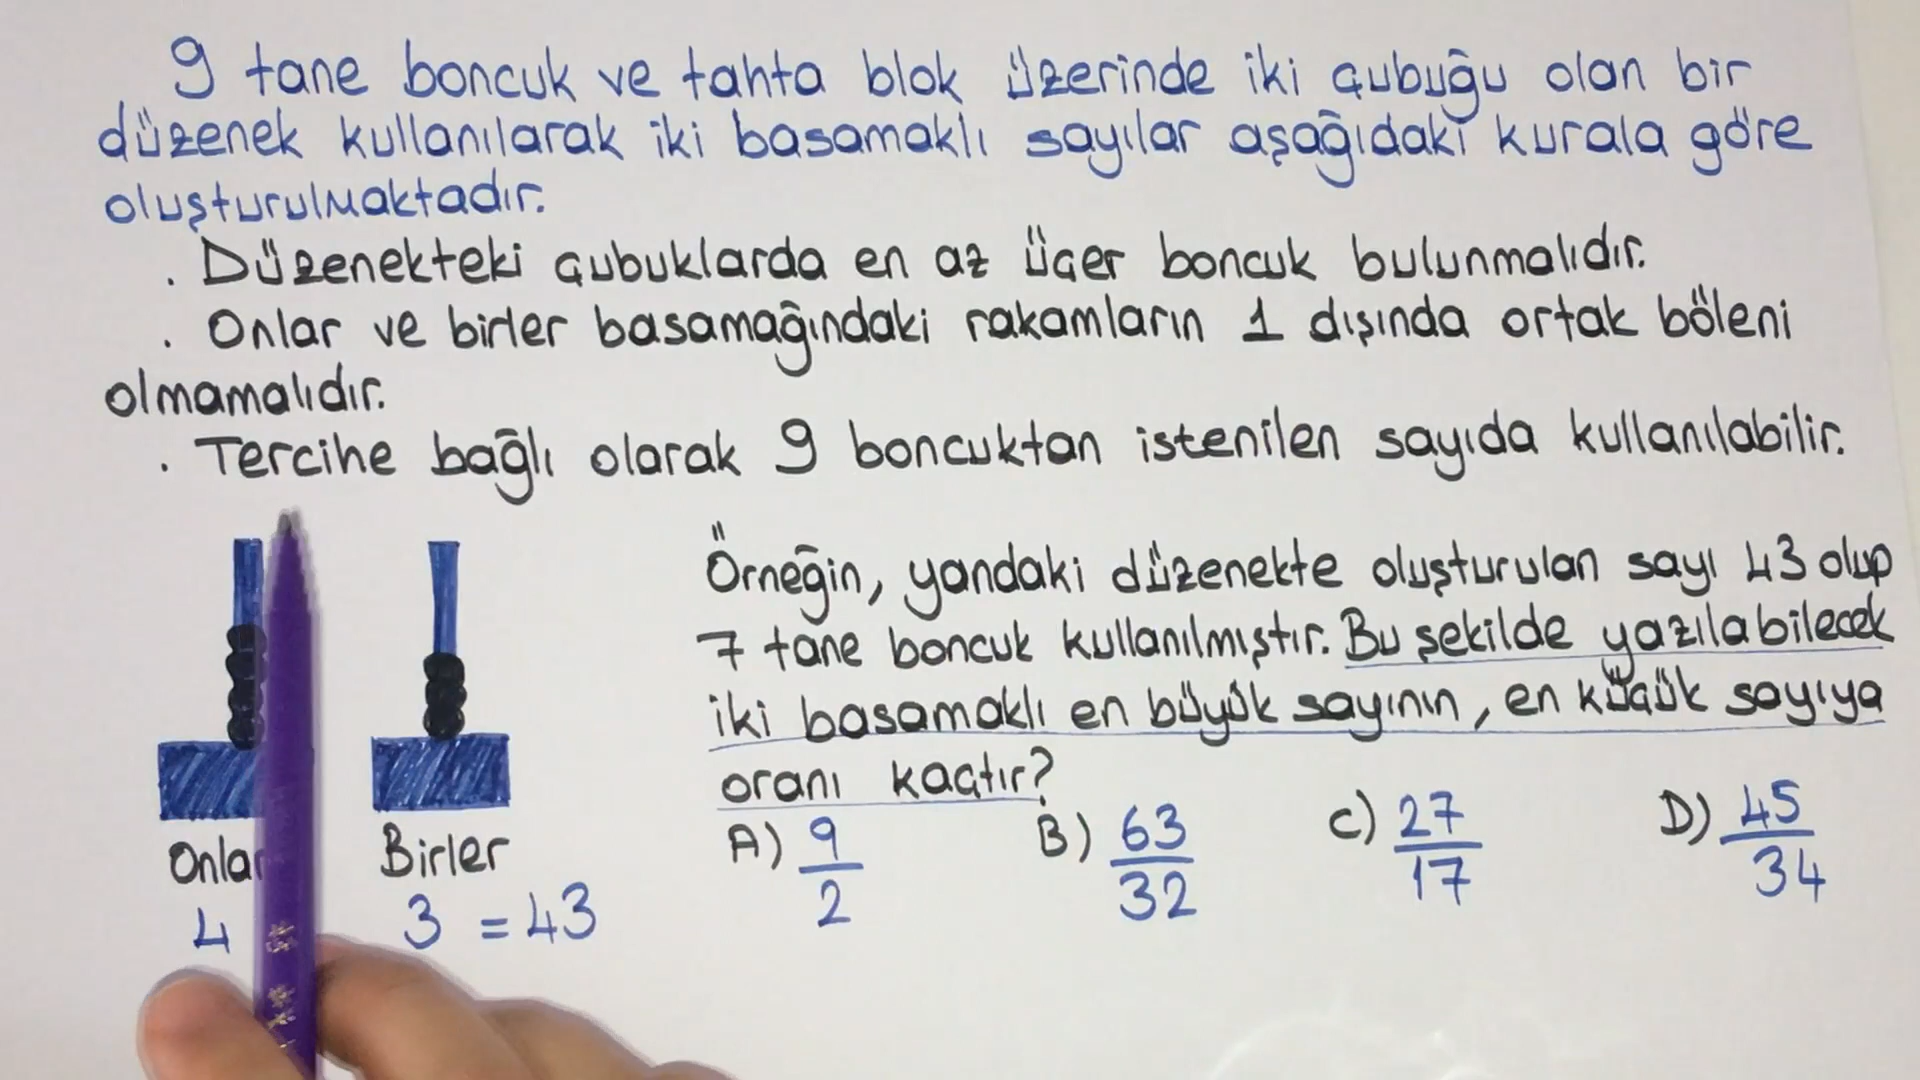 9 tane boncuk ve tahta blok üzerinde iki çubuğu olan bir
düzenek kullanılarak iki basamaklı sayılar aşağıdaki kurala göre
oluşturulmaktadır.
. Düzenekteki çubuklarda en az üçer boncuk bulunmalıdır.
. Onlar ve birler basamağındaki rakamların 1 dışında ortak böleni
olmamalıdır.
. Tercihe bağlı olarak 9 boncuktan istenilen sayıda kullanılabilir.
Örneğin, yandaki düzenekte oluşturulan sayı 43 olup
7 tane boncuk kullanılmıştır. Bu şekilde yazılabilecek
iki basamaklı en büyük sayının, en küçük sayıya
oranı kaçtır?
A) 9/2 B) 63/32 C) 27/17 D) 45/34
Birler
4 3 = 43